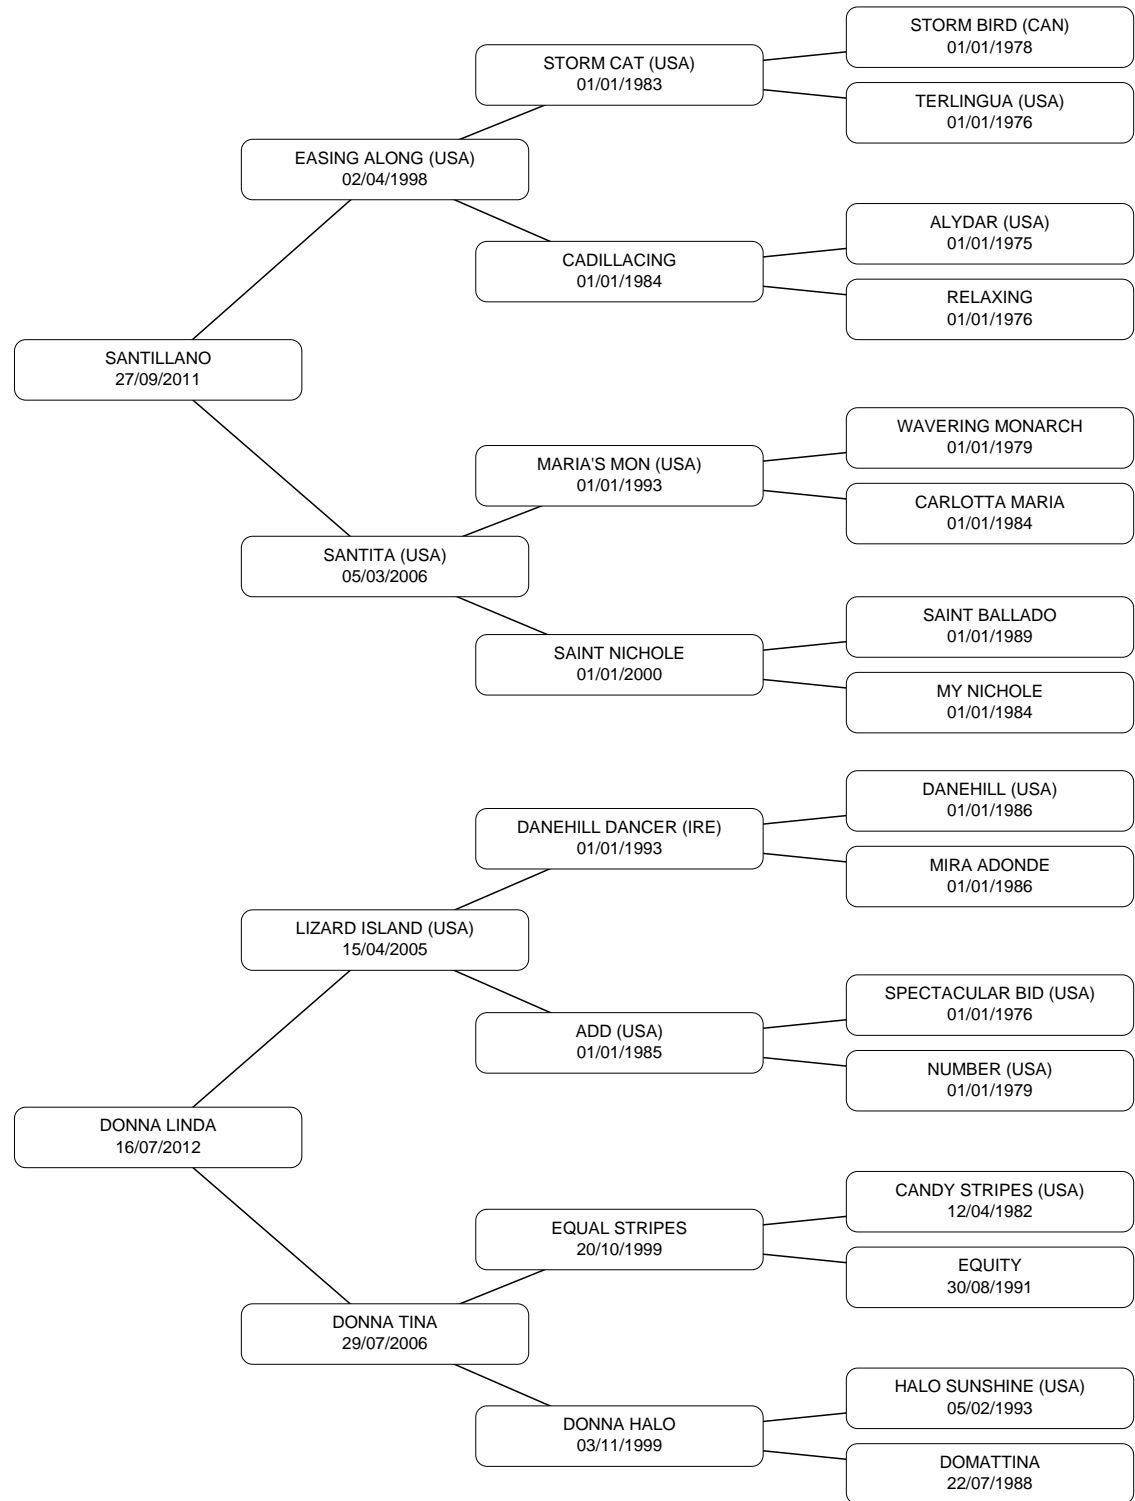 STORM BIRD (CAN)
01/01/1978
STORM CAT (USA)
01/01/1983
TERLINGUA (USA)
01/01/1976
EASING ALONG (USA)
02/04/1998
ALYDAR (USA)
01/01/1975
CADILLACING
01/01/1984
RELAXING
01/01/1976
SANTILLANO
27/09/2011
WAVERING MONARCH
01/01/1979
MARIA'S MON (USA)
01/01/1993
CARLOTTA MARIA
01/01/1984
SANTITA (USA)
05/03/2006
SAINT BALLADO
01/01/1989
SAINT NICHOLE
01/01/2000
MY NICHOLE
01/01/1984
DANEHILL (USA)
01/01/1986
DANEHILL DANCER (IRE)
01/01/1993
MIRA ADONDE
01/01/1986
LIZARD ISLAND (USA)
15/04/2005
SPECTACULAR BID (USA)
01/01/1976
ADD (USA)
01/01/1985
NUMBER (USA)
01/01/1979
DONNA LINDA
16/07/2012
CANDY STRIPES (USA)
12/04/1982
EQUAL STRIPES
20/10/1999
EQUITY
30/08/1991
DONNA TINA
29/07/2006
HALO SUNSHINE (USA)
05/02/1993
DONNA HALO
03/11/1999
DOMATTINA
22/07/1988